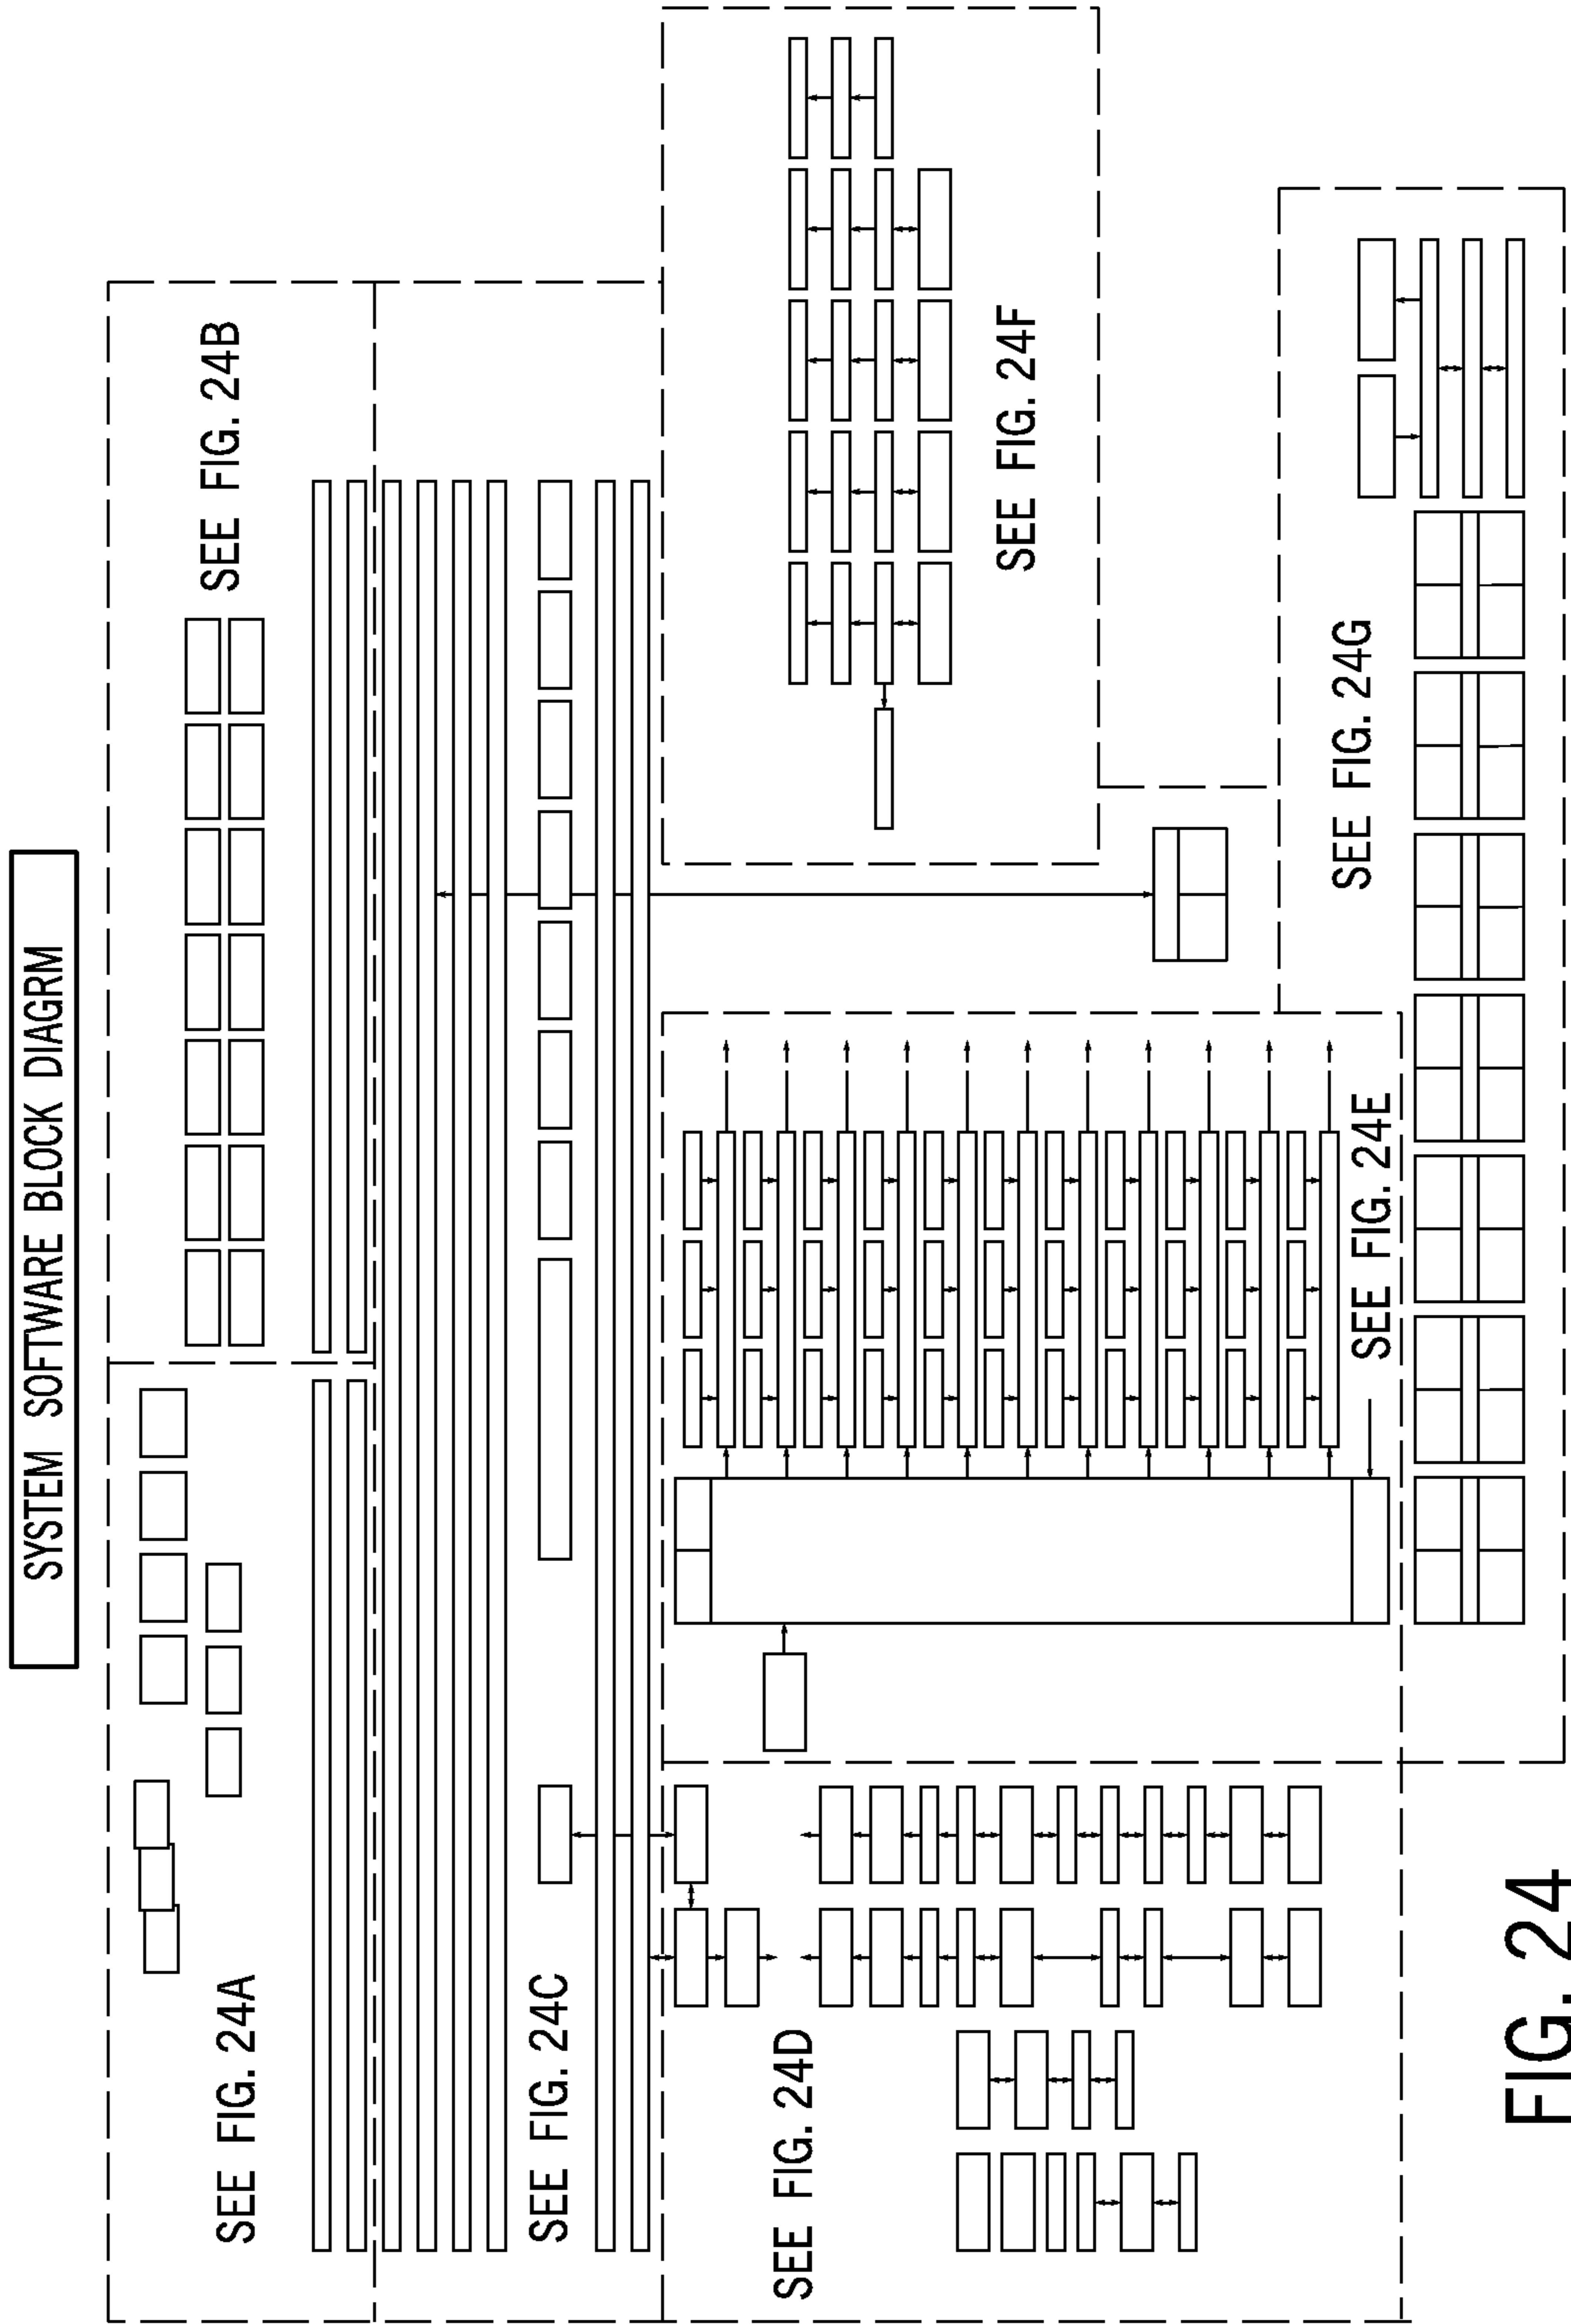 SYSTEM SOFTWARE BLOCK DIAGRM
SEE FIG. 24A
SEE FIG. 24B
SEE FIG. 24C
SEE FIG. 24D
SEE FIG. 24E
SEE FIG. 24F
SEE FIG. 24G
FIG. 24